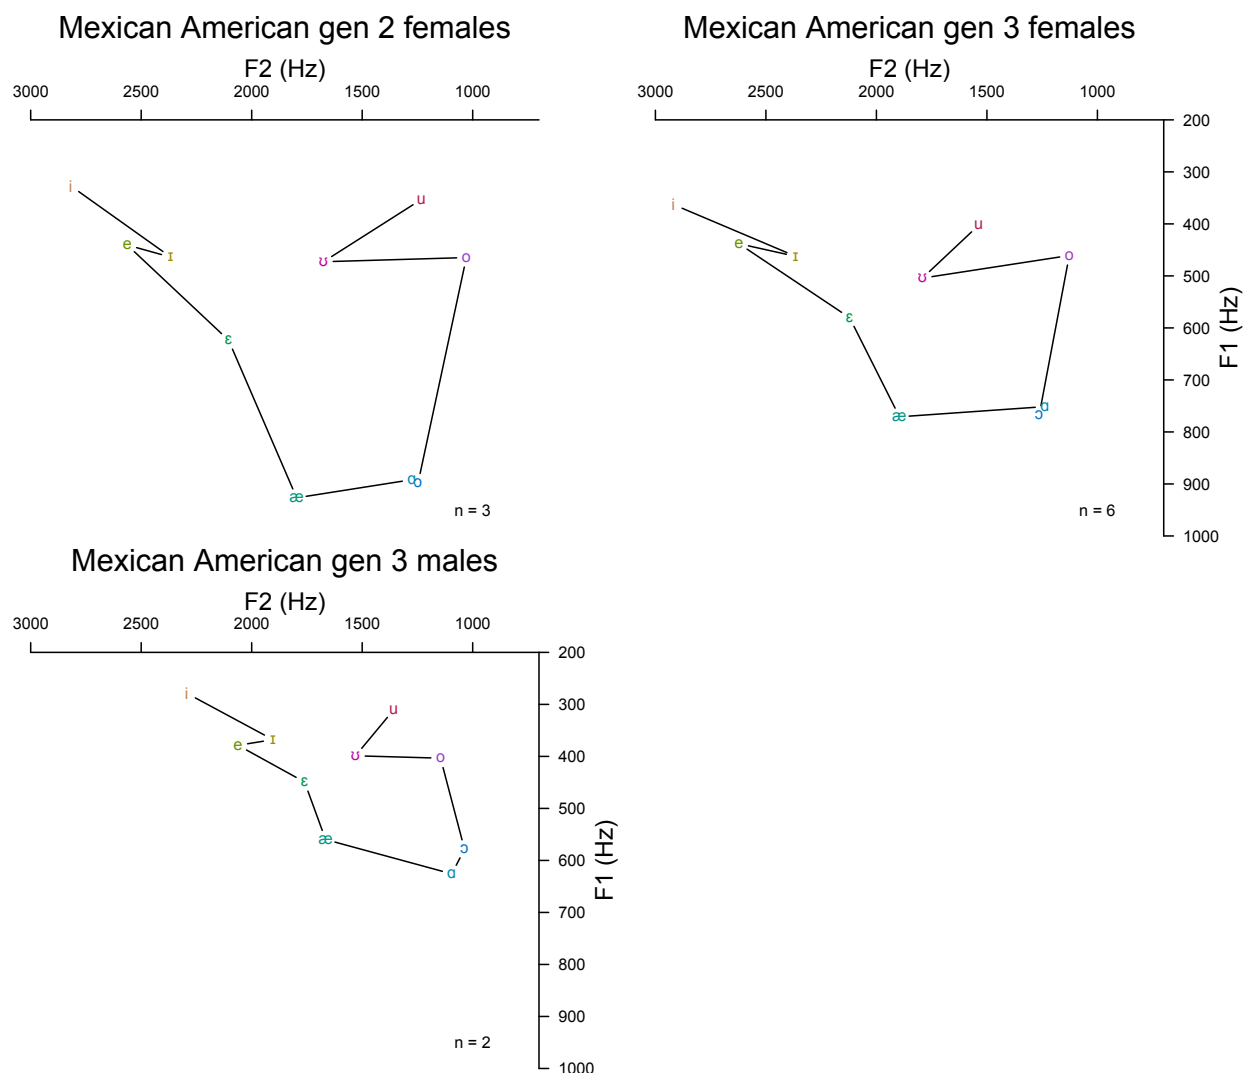 Mexican American gen 2 females
F2 (Hz)
3000 2500 2000 1500 1000
i
u
e
ɪ
ʊ
o
ɛ
æ
ɑ
ɔ
n = 3
Mexican American gen 3 females
F2 (Hz)
3000 2500 2000 1500 1000
200
300
400
500
600
700
800
900
1000
F1 (Hz)
i
u
e
ɪ
o
ʊ
ɛ
ɑ
ɔ
æ
n = 6
Mexican American gen 3 males
F2 (Hz)
3000 2500 2000 1500 1000
200
300
400
500
600
700
800
900
1000
F1 (Hz)
i
u
ɪ
e
ʊ
o
ɛ
æ
ɔ
ɑ
n = 2